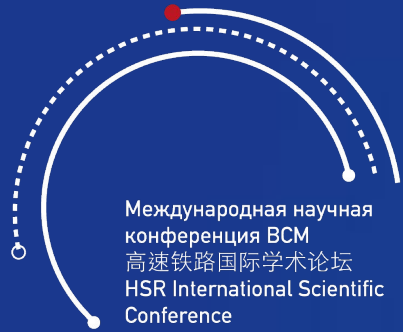 Международная научная
конференция ВСМ
高速铁路国际学术论坛
HSR International Scientific
Conference